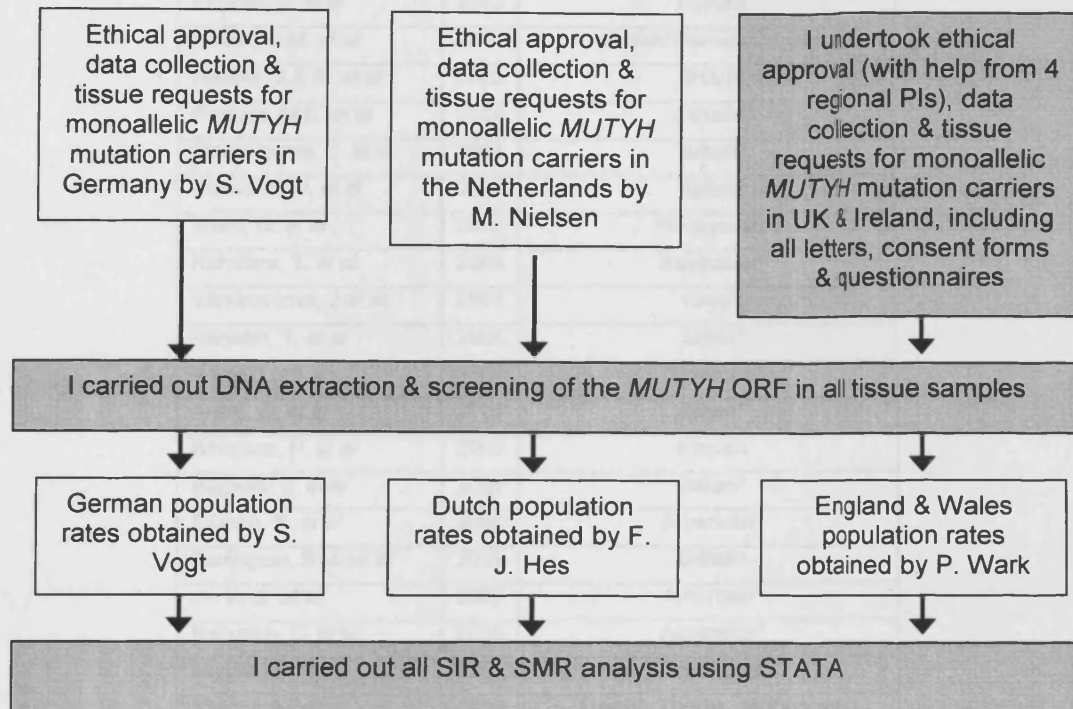 Ethical approval,
data collection &
tissue requests for
monoallelic MUTYH
mutation carriers in
Germany by S. Vogt
Ethical approval,
data collection &
tissue requests for
monoallelic MUTYH
mutation carriers in
the Netherlands by
M. Nielsen
I undertook ethical
approval (with help from 4
regional PIs), data
collection & tissue
requests for monoallelic
MUTYH mutation carriers
in UK & Ireland, including
all letters, consent forms
& questionnaires
I carried out DNA extraction & screening of the MUTYH ORF in all tissue samples
German population
rates obtained by S.
Vogt
Dutch population
rates obtained by F.
J. Hes
England & Wales
population rates
obtained by P. Wark
I carried out all SIR & SMR analysis using STATA